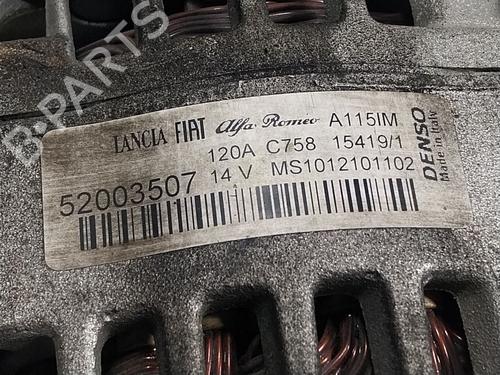 B-PARTS
LANCIA FIAT Alfa Romeo A115IM
120A C758 15419/1
52003507 14 V MS1012101102
DENSO
Made in Italy